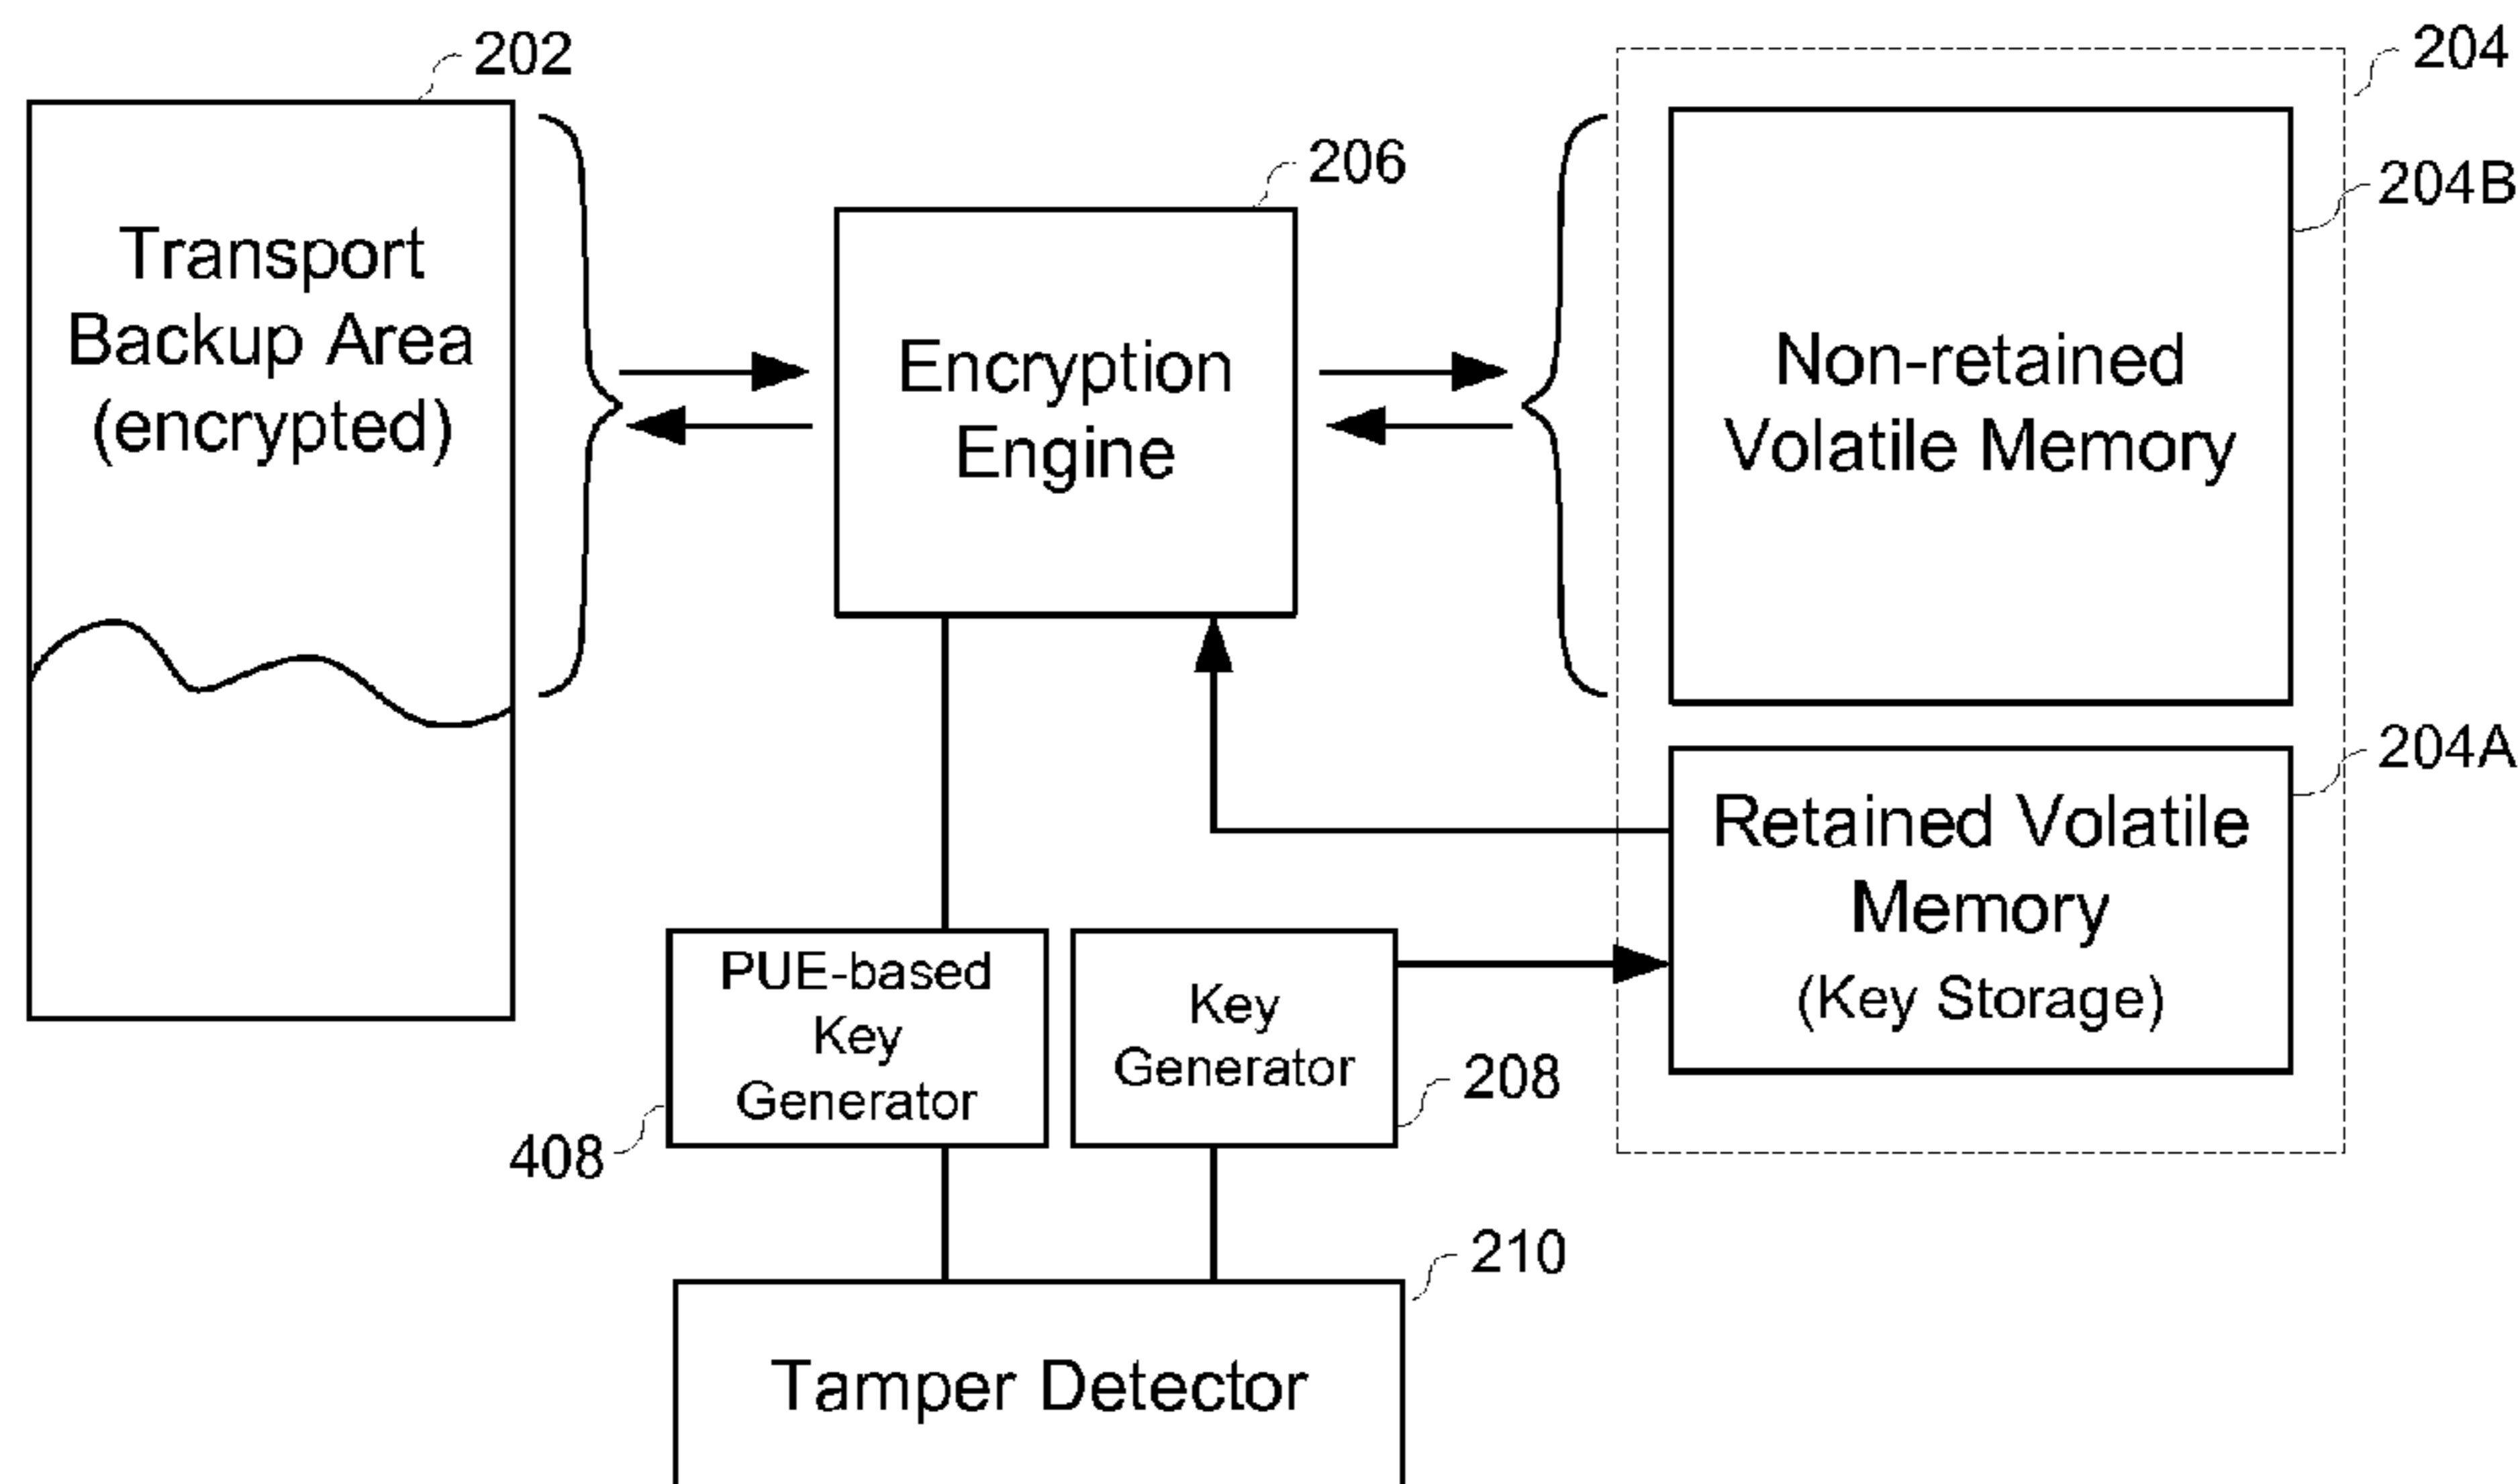 202
204
204B
206
Transport
Backup Area
(encrypted)
Encryption
Engine
Non-retained
Volatile Memory
204A
Retained Volatile
Memory
(Key Storage)
PUE-based
Key
Generator
408
Key
Generator
208
210
Tamper Detector